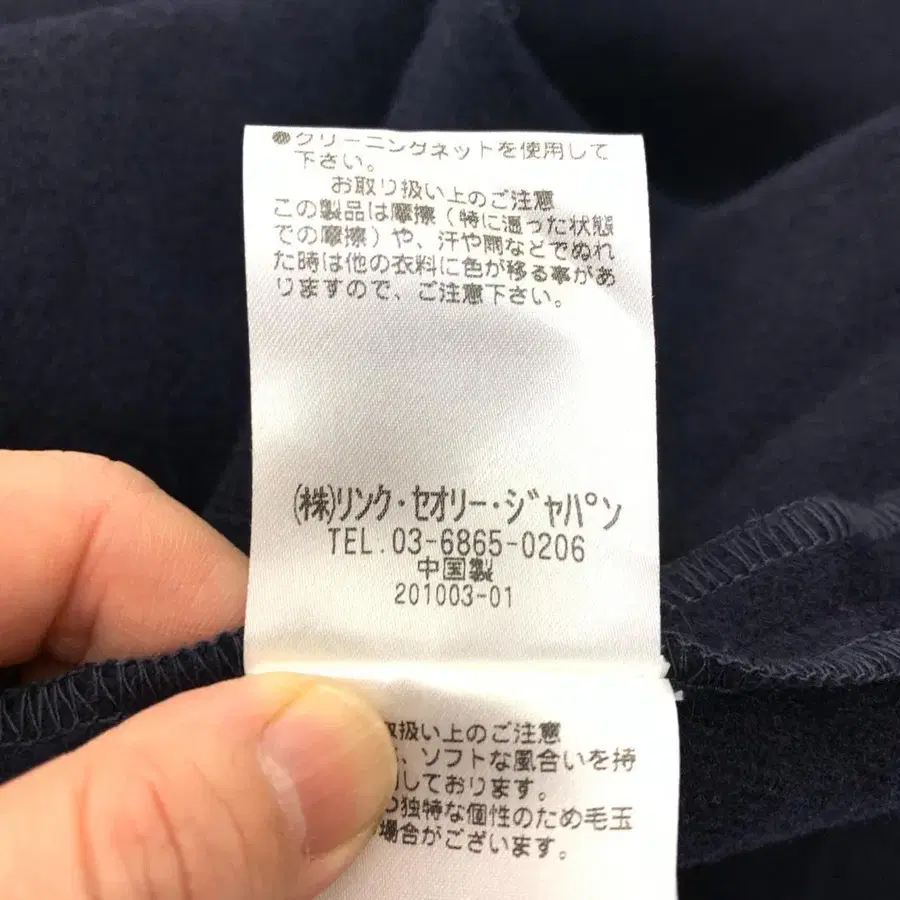 ●クリーニングネットを使用して
下さい。
お取り扱い上のご注意
この製品は摩擦(特に湿った状態
での摩擦)や、汗や雨などでぬれ
た時は他の衣料に色が移る事があ
りますので、ご注意下さい。
(株)リンク・セオリー・ジャパン
TEL.03-6865-0206
中国製
201003-01
取扱い上のご注意
、ソフトな風合いを持
しております。
独特な個性のため毛玉
場合がございます。